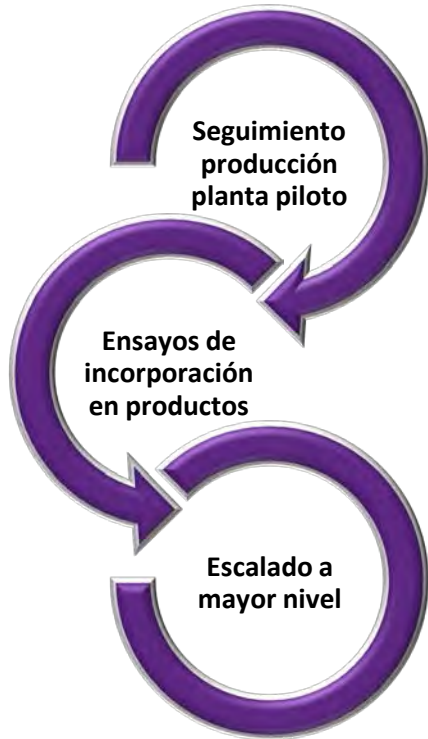 Seguimiento
producción
planta piloto
Ensayos de
incorporación
en productos
Escalado a
mayor nivel